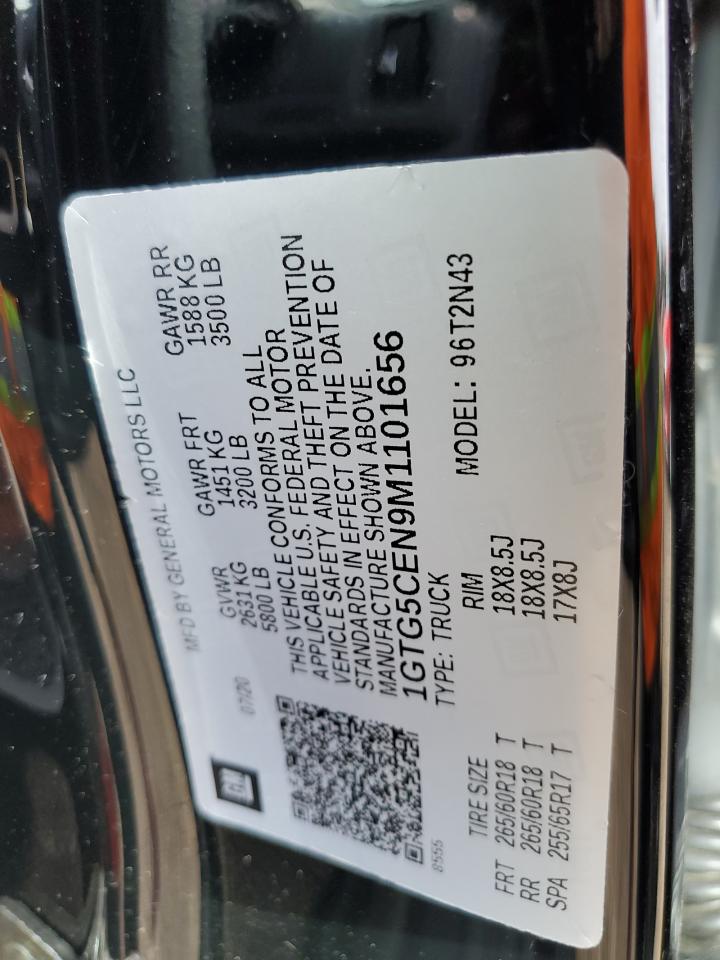 GM
MFD BY GENERAL MOTORS LLC
07/20
GVWR GAWR FRT GAWR RR
2631 KG 1451 KG 1588 KG
5800 LB 3200 LB 3500 LB
THIS VEHICLE CONFORMS TO ALL
APPLICABLE U.S. FEDERAL MOTOR
VEHICLE SAFETY AND THEFT PREVENTION
STANDARDS IN EFFECT ON THE DATE OF
MANUFACTURE SHOWN ABOVE.
1GTG5CEN9M1101656
TYPE: TRUCK MODEL: 96T2N43
8555
TIRE SIZE RIM
FRT 265/60R18 T 18X8.5J
RR 265/60R18 T 18X8.5J
SPA 255/65R17 T 17X8J